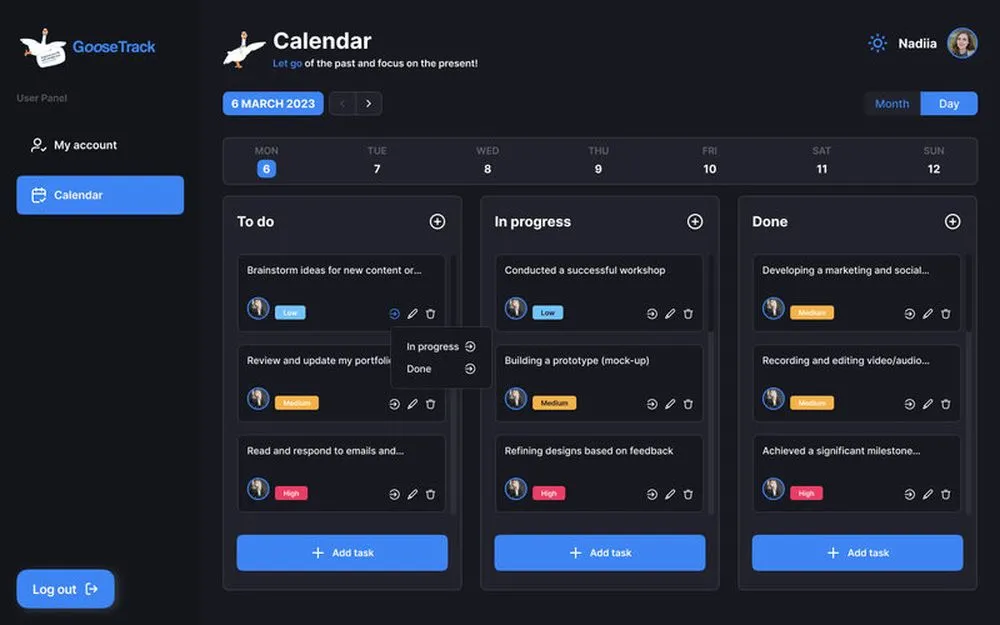 GooseTrack
User Panel
My account
Calendar
Log out
Calendar
Let go of the past and focus on the present!
Nadiia
6 MARCH 2023
Month
Day
MON TUE WED THU FRI SAT SUN
6 7 8 9 10 11 12
To do
Brainstorm ideas for new content or...
Low
In progress
Done
Review and update my portfolio
Medium
Read and respond to emails and...
High
Add task
In progress
Conducted a successful workshop
Low
Building a prototype (mock-up)
Medium
Refining designs based on feedback
High
Add task
Done
Developing a marketing and social...
Medium
Recording and editing video/audio...
Medium
Achieved a significant milestone...
High
Add task